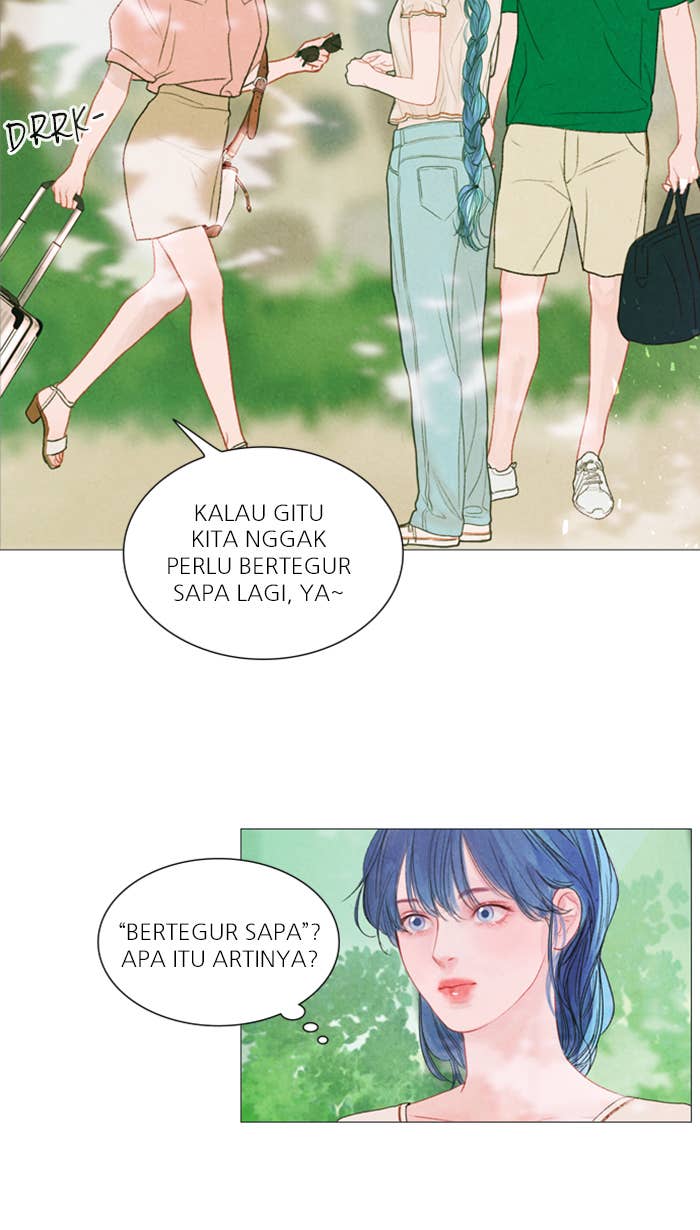 DRRK-
KALAU GITU
KITA NGGAK
PERLU BERTEGUR
SAPA LAGI, YA~
“BERTEGUR SAPA”?
APA ITU ARTINYA?